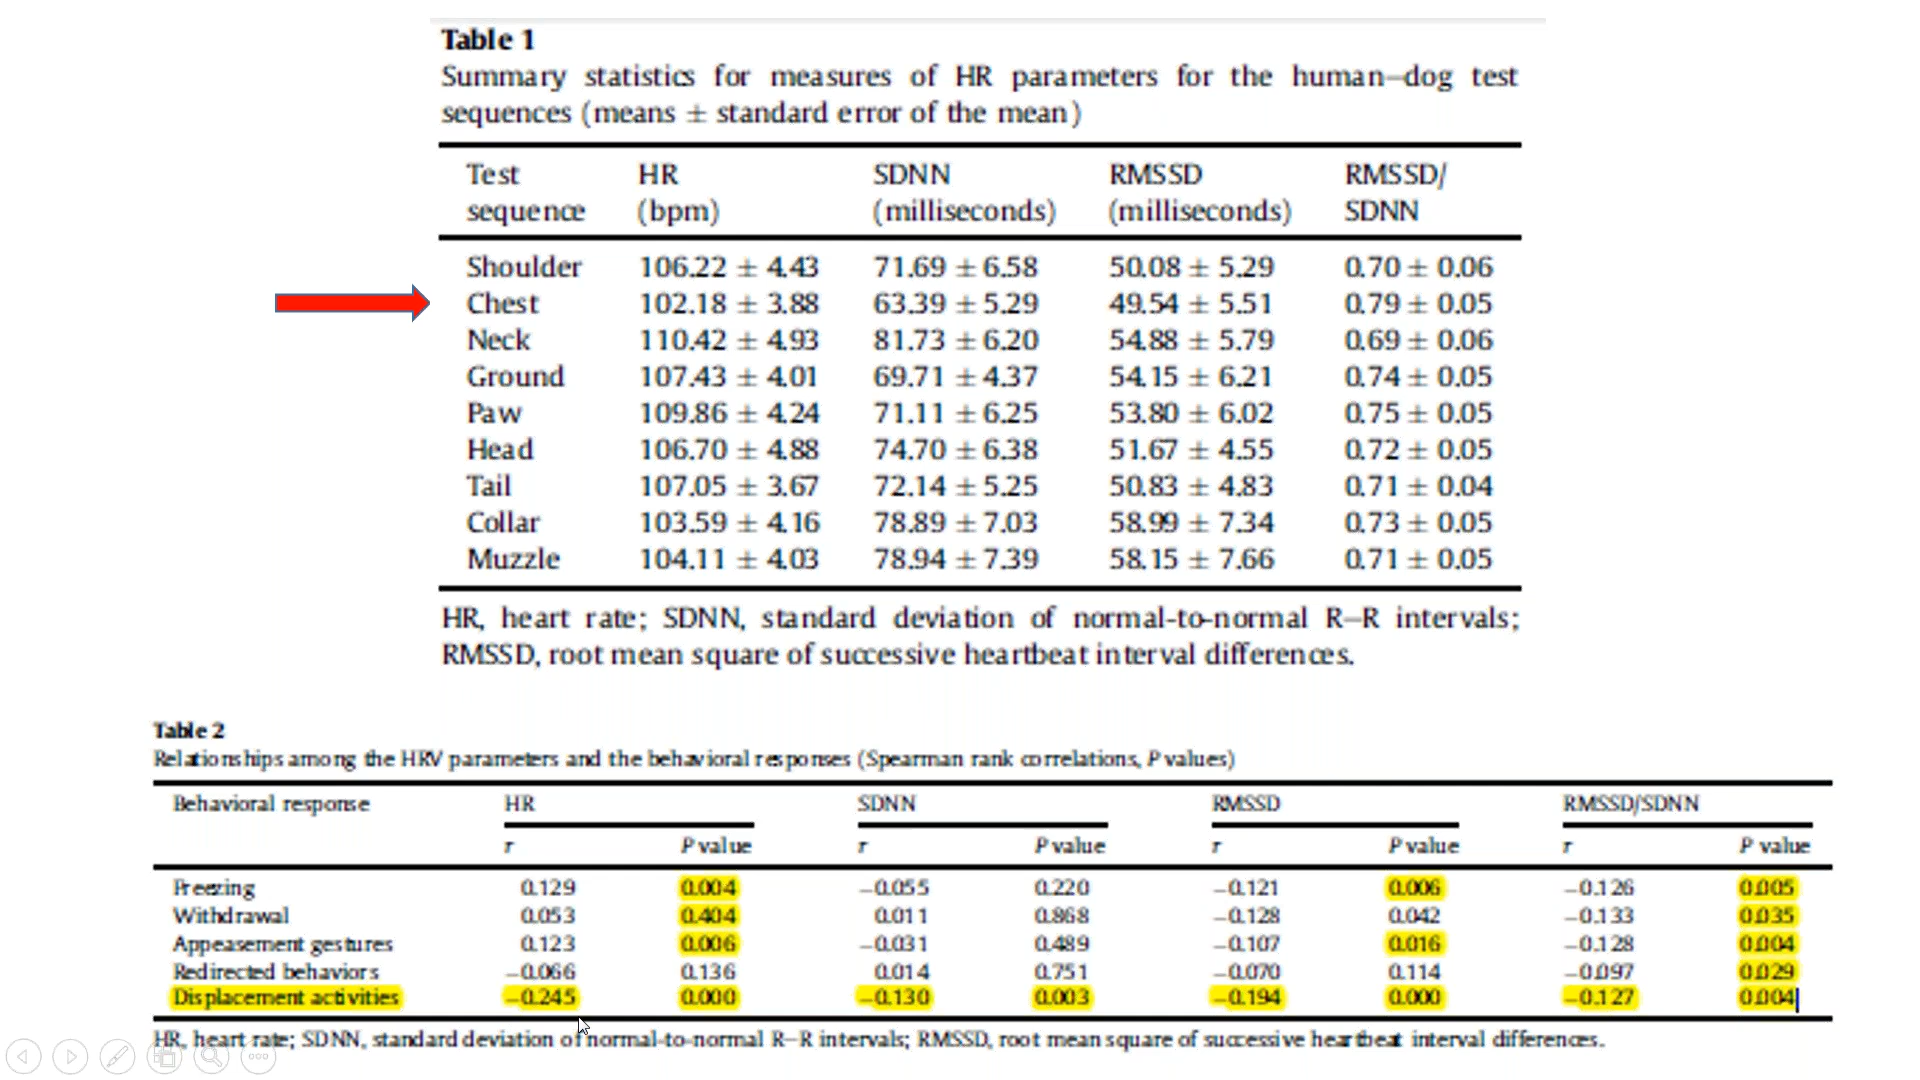 Table 1
Summary statistics for measures of HR parameters for the human–dog test
sequences (means ± standard error of the mean)
Test sequence HR (bpm) SDNN (milliseconds) RMSSD (milliseconds) RMSSD/SDNN
Shoulder 106.22 ± 4.43 71.69 ± 6.58 50.08 ± 5.29 0.70 ± 0.06
Chest 102.18 ± 3.88 63.39 ± 5.29 49.54 ± 5.51 0.79 ± 0.05
Neck 110.42 ± 4.93 81.73 ± 6.20 54.88 ± 5.79 0.69 ± 0.06
Ground 107.43 ± 4.01 69.71 ± 4.37 54.15 ± 6.21 0.74 ± 0.05
Paw 109.86 ± 4.24 71.11 ± 6.25 53.80 ± 6.02 0.75 ± 0.05
Head 106.70 ± 4.88 74.70 ± 6.38 51.67 ± 4.55 0.72 ± 0.05
Tail 107.05 ± 3.67 72.14 ± 5.25 50.83 ± 4.83 0.71 ± 0.04
Collar 103.59 ± 4.16 78.89 ± 7.03 58.99 ± 7.34 0.73 ± 0.05
Muzzle 104.11 ± 4.03 78.94 ± 7.39 58.15 ± 7.66 0.71 ± 0.05
HR, heart rate; SDNN, standard deviation of normal-to-normal R–R intervals;
RMSSD, root mean square of successive heartbeat interval differences.
Table 2
Relationships among the HRV parameters and the behavioral responses (Spearman rank correlations, P values)
Behavioral response HR SDNN RMSSD RMSSD/SDNN
r P value r P value r P value r P value
Freezing 0.129 0.004 –0.055 0.220 –0.121 0.006 –0.126 0.005
Withdrawal 0.053 0.404 0.011 0.868 –0.128 0.042 –0.133 0.035
Appeasement gestures 0.123 0.006 –0.031 0.489 –0.107 0.016 –0.128 0.004
Redirected behaviors –0.066 0.136 0.014 0.751 –0.070 0.114 –0.097 0.029
Displacement activities –0.245 0.000 –0.130 0.003 –0.194 0.000 –0.127 0.004
HR, heart rate; SDNN, standard deviation of normal-to-normal R–R intervals; RMSSD, root mean square of successive heartbeat interval differences.